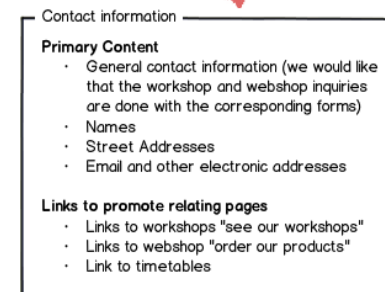 Contact information
Primary Content
· General contact information (we would like
that the workshop and webshop inquiries
are done with the corresponding forms)
· Names
· Street Addresses
· Email and other electronic addresses
Links to promote relating pages
· Links to workshops "see our workshops"
· Links to webshop "order our products"
· Link to timetables